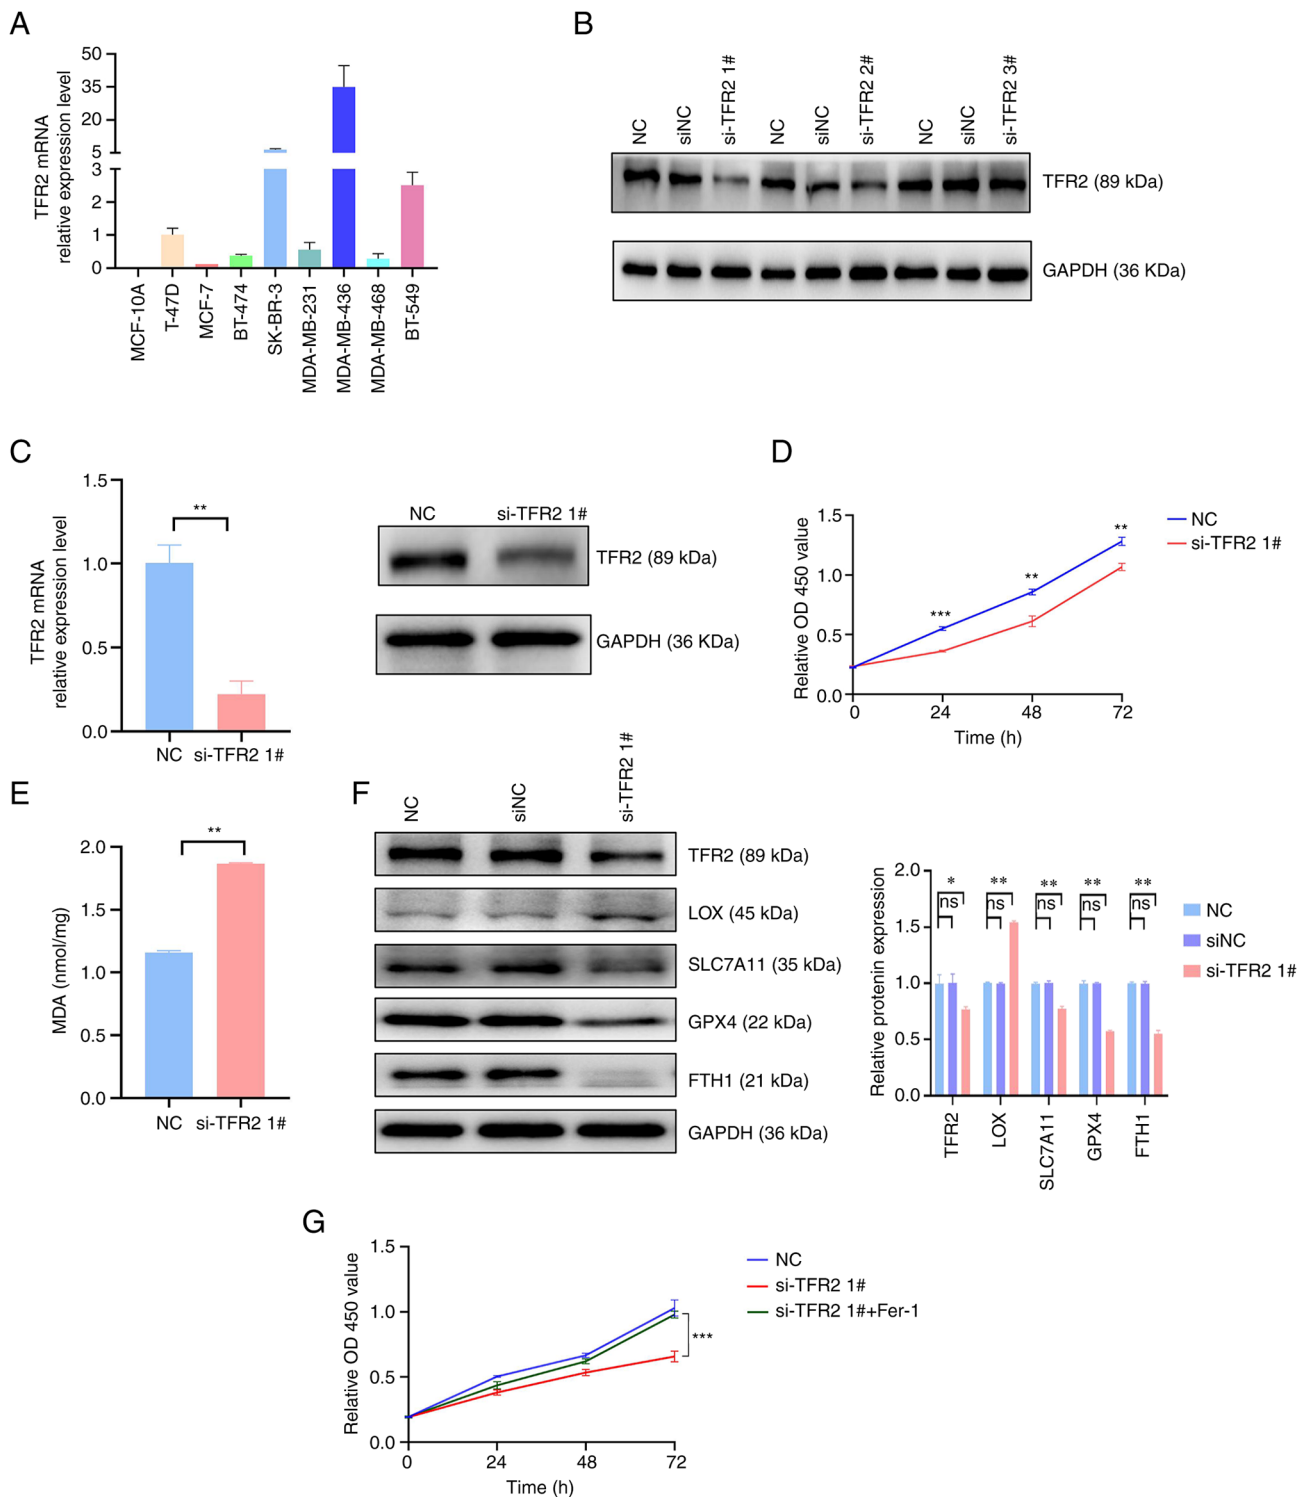 A
TFR2 mRNA
relative expression level
50
35
20
5
3
2
1
0
MCF-10A
T-47D
MCF-7
BT-474
SK-BR-3
MDA-MB-231
MDA-MB-436
MDA-MB-468
BT-549
B
NC
siNC
si-TFR2 1#
NC
siNC
si-TFR2 2#
NC
siNC
si-TFR2 3#
TFR2 (89 kDa)
GAPDH (36 KDa)
C
TFR2 mRNA
relative expression level
1.5
1.0
0.5
0.0
**
NC si-TFR2 1#
NC si-TFR2 1#
TFR2 (89 kDa)
GAPDH (36 KDa)
D
Relative OD 450 value
1.5
1.0
0.5
0.0
***
**
**
0 24 48 72
Time (h)
NC
si-TFR2 1#
E
MDA (nmol/mg)
2.0
1.5
1.0
0.5
0.0
**
NC si-TFR2 1#
F
NC
siNC
si-TFR2 1#
TFR2 (89 kDa)
LOX (45 kDa)
SLC7A11 (35 kDa)
GPX4 (22 kDa)
FTH1 (21 kDa)
GAPDH (36 kDa)
Relative protenin expression
2.0
1.5
1.0
0.5
0.0
* ** ** ** **
ns ns ns ns ns
TFR2
LOX
SLC7A11
GPX4
FTH1
NC
siNC
si-TFR2 1#
G
Relative OD 450 value
1.5
1.0
0.5
0.0
***
0 24 48 72
Time (h)
NC
si-TFR2 1#
si-TFR2 1#+Fer-1